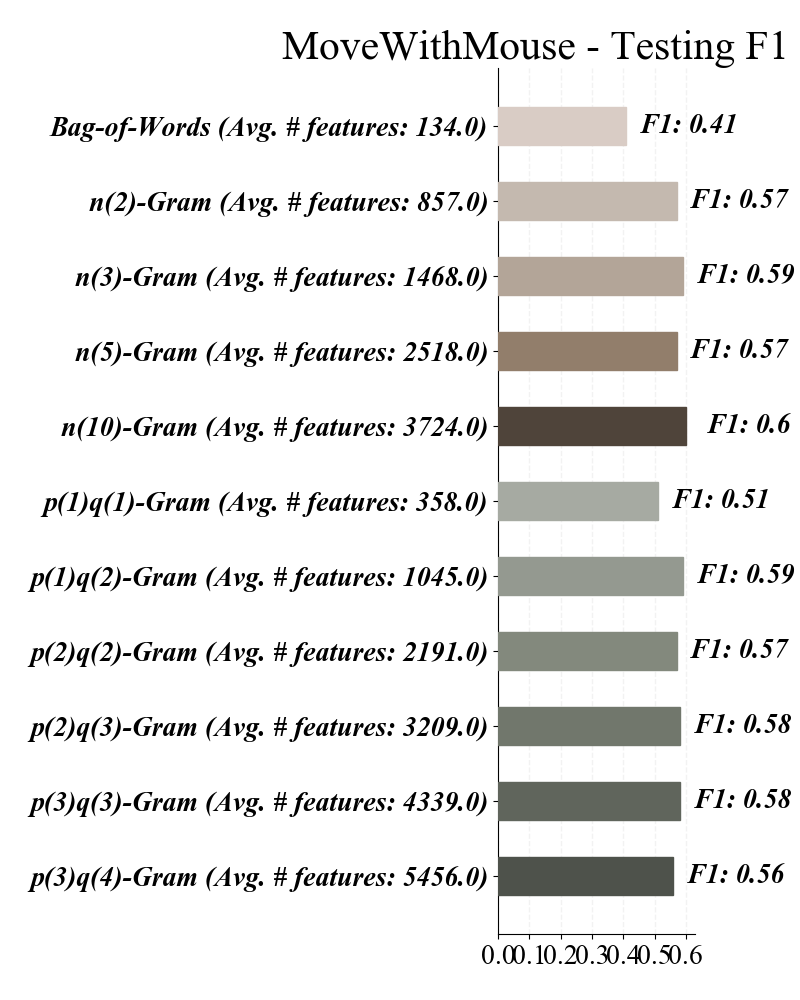 MoveWithMouse - Testing F1
Bag-of-Words (Avg. # features: 134.0) F1: 0.41
n(2)-Gram (Avg. # features: 857.0) F1: 0.57
n(3)-Gram (Avg. # features: 1468.0) F1: 0.59
n(5)-Gram (Avg. # features: 2518.0) F1: 0.57
n(10)-Gram (Avg. # features: 3724.0) F1: 0.6
p(1)q(1)-Gram (Avg. # features: 358.0) F1: 0.51
p(1)q(2)-Gram (Avg. # features: 1045.0) F1: 0.59
p(2)q(2)-Gram (Avg. # features: 2191.0) F1: 0.57
p(2)q(3)-Gram (Avg. # features: 3209.0) F1: 0.58
p(3)q(3)-Gram (Avg. # features: 4339.0) F1: 0.58
p(3)q(4)-Gram (Avg. # features: 5456.0) F1: 0.56
0.0 0.1 0.2 0.3 0.4 0.5 0.6